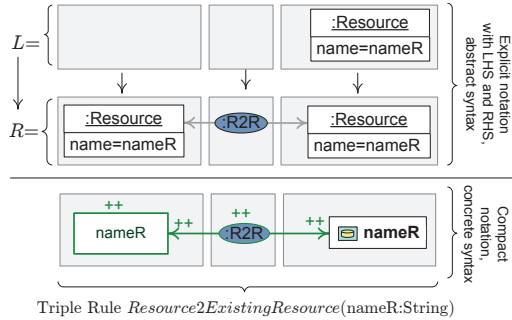 L=
:Resource
name=nameR
Explicit notation
with LHS and RHS,
abstract syntax
R=
:Resource
name=nameR
:R2R
:Resource
name=nameR
++
++
++
++
nameR
:R2R
nameR
Compact
notation,
concrete syntax
Triple Rule Resource2ExistingResource(nameR:String)